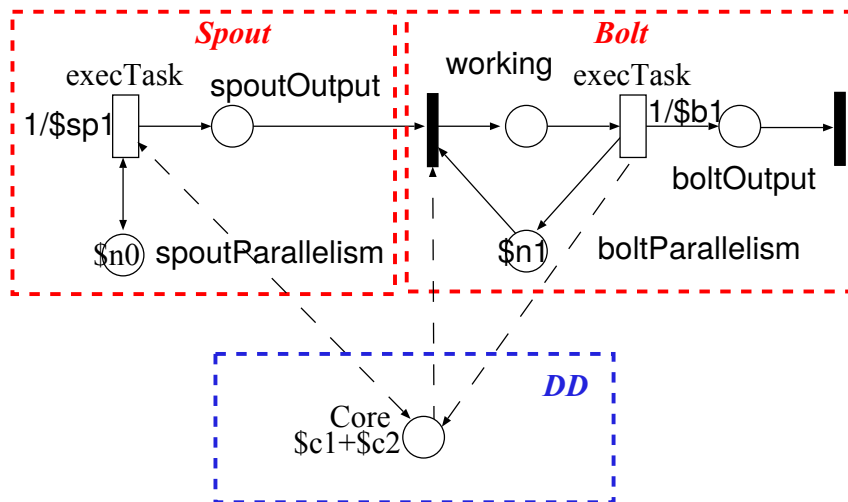 Spout
Bolt
execTask
spoutOutput
working
execTask
1/$sp1
1/$b1
boltOutput
$n0
spoutParallelism
$n1
boltParallelism
DD
Core
$c1+$c2